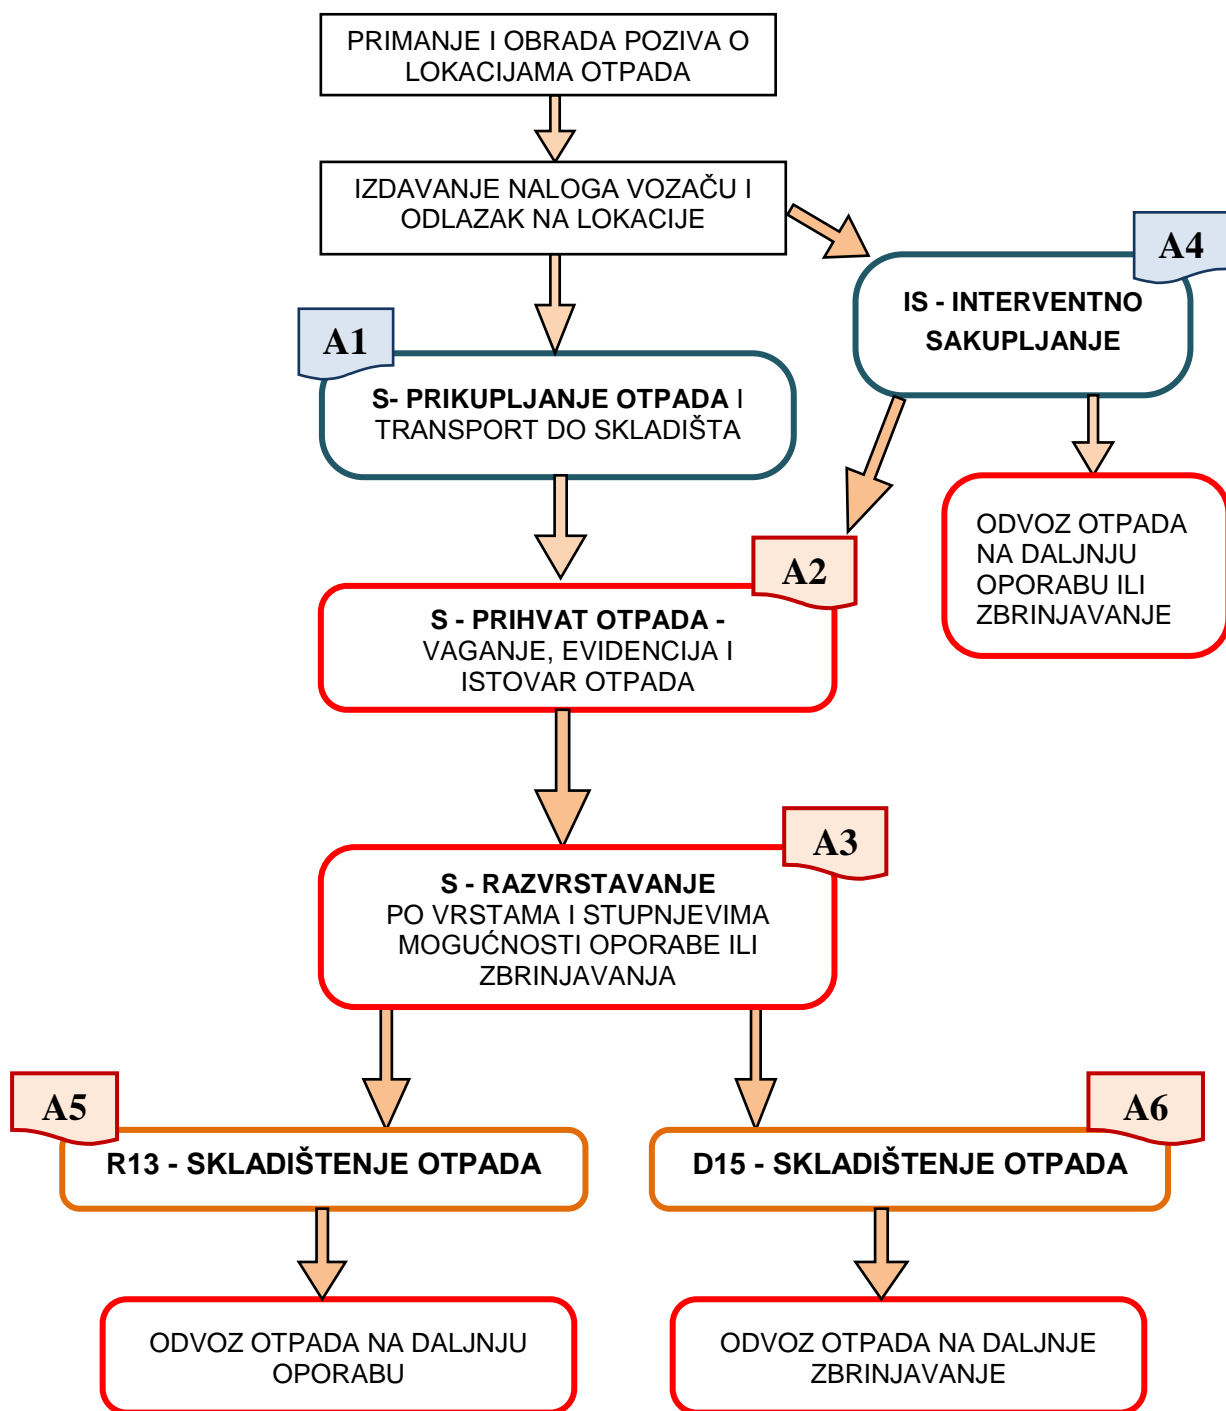 PRIMANJE I OBRADA POZIVA O
LOKACIJAMA OTPADA
IZDAVANJE NALOGA VOZAČU I
ODLAZAK NA LOKACIJE
A4
IS - INTERVENTNO
SAKUPLJANJE
A1
S- PRIKUPLJANJE OTPADA I
TRANSPORT DO SKLADIŠTA
ODVOZ OTPADA
NA DALJNJU
OPORABU ILI
ZBRINJAVANJE
A2
S - PRIHVAT OTPADA -
VAGANJE, EVIDENCIJA I
ISTOVAR OTPADA
A3
S - RAZVRSTAVANJE
PO VRSTAMA I STUPNJEVIMA
MOGUĆNOSTI OPORABE ILI
ZBRINJAVANJA
A5
R13 - SKLADIŠTENJE OTPADA
A6
D15 - SKLADIŠTENJE OTPADA
ODVOZ OTPADA NA DALJNJU
OPORABU
ODVOZ OTPADA NA DALJNJE
ZBRINJAVANJE